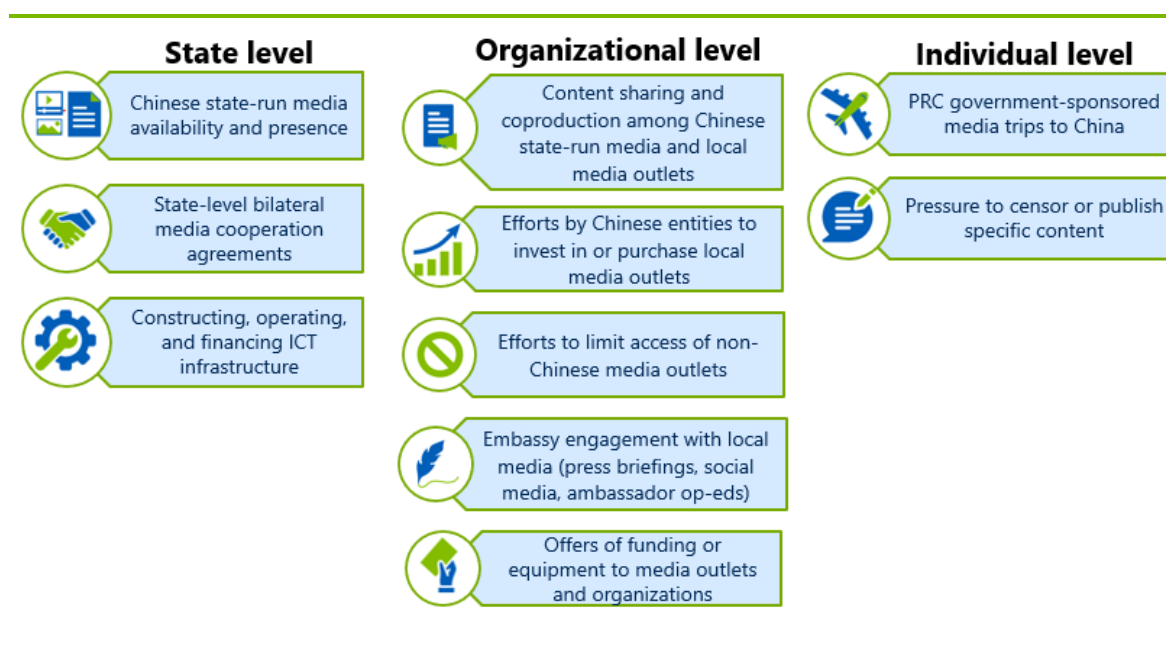 State level
Chinese state-run media
availability and presence
State-level bilateral
media cooperation
agreements
Constructing, operating,
and financing ICT
infrastructure
Organizational level
Content sharing and
coproduction among Chinese
state-run media and local
media outlets
Efforts by Chinese entities to
invest in or purchase local
media outlets
Efforts to limit access of non-
Chinese media outlets
Embassy engagement with local
media (press briefings, social
media, ambassador op-eds)
Offers of funding or
equipment to media outlets
and organizations
Individual level
PRC government-sponsored
media trips to China
Pressure to censor or publish
specific content